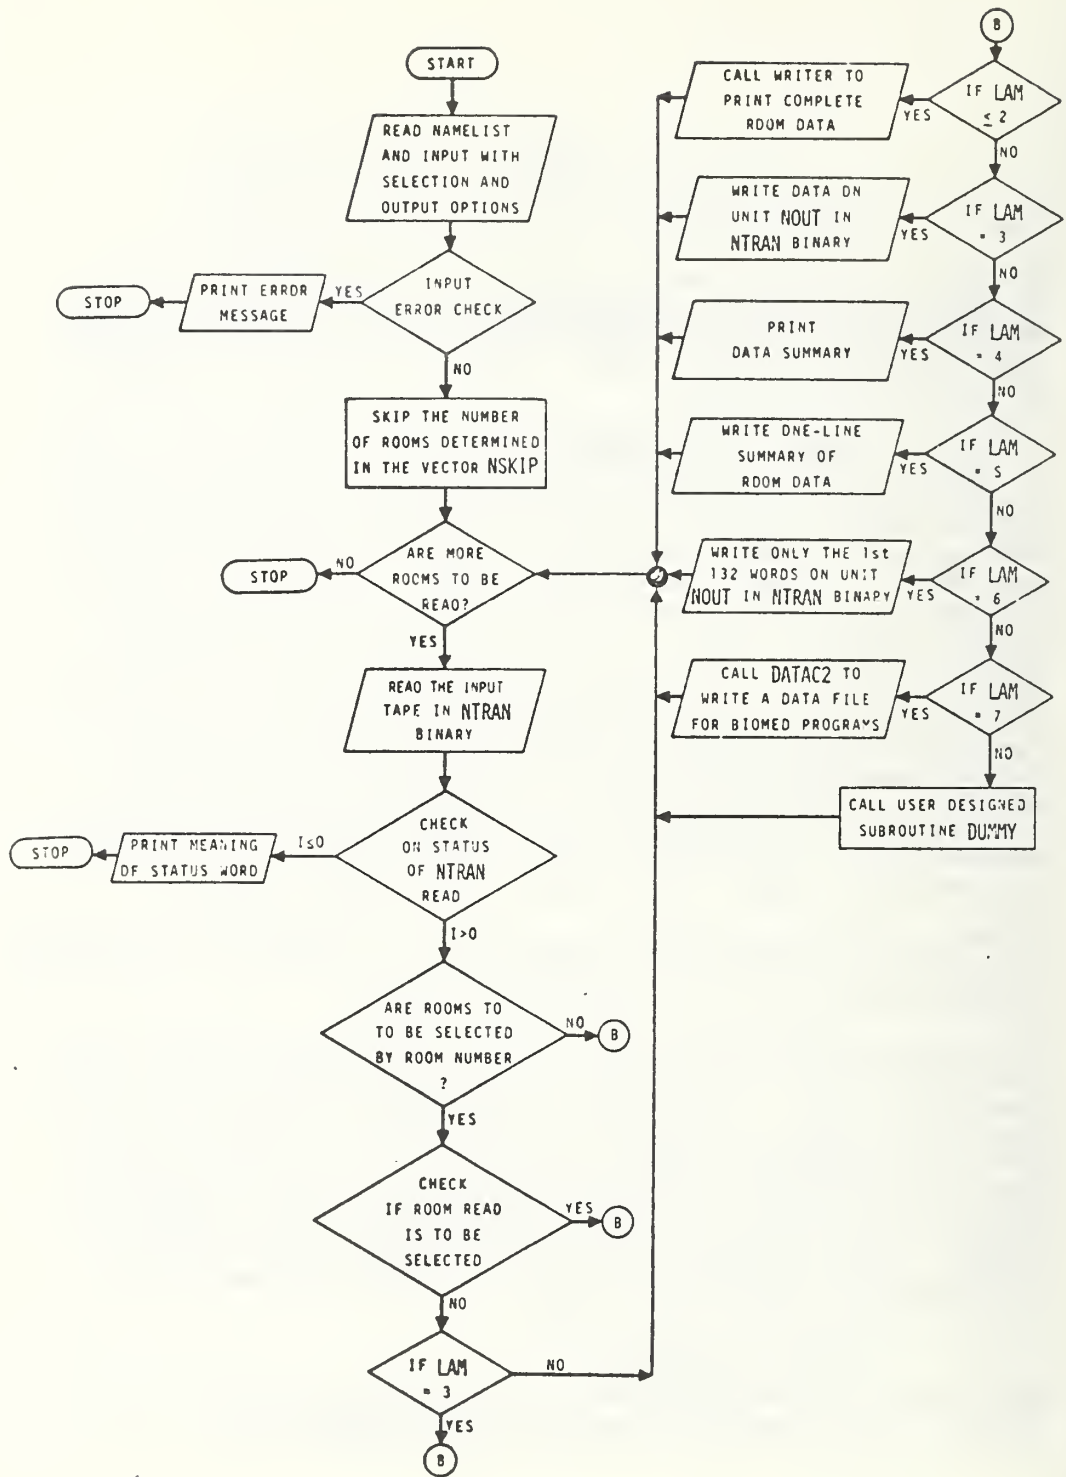 START
READ NAMELIST
AND INPUT WITH
SELECTION AND
OUTPUT OPTIONS
INPUT
ERROR CHECK
YES
PRINT ERROR
MESSAGE
STOP
NO
SKIP THE NUMBER
OF ROOMS DETERMINED
IN THE VECTOR NSKIP
ARE MORE
ROOMS TO BE
READ?
NO
STOP
YES
READ THE INPUT
TAPE IN NTRAN
BINARY
CHECK
ON STATUS
OF NTRAN
READ
I≤0
PRINT MEANING
OF STATUS WORD
STOP
I>0
ARE ROOMS TO
TO BE SELECTED
BY ROOM NUMBER
?
NO
B
YES
CHECK
IF ROOM READ
IS TO BE
SELECTED
YES
B
NO
IF LAM
= 3
NO
YES
B
B
IF LAM
≤ 2
YES
CALL WRITER TO
PRINT COMPLETE
ROOM DATA
NO
IF LAM
= 3
YES
WRITE DATA ON
UNIT NOUT IN
NTRAN BINARY
NO
IF LAM
= 4
YES
PRINT
DATA SUMMARY
NO
IF LAM
= 5
YES
WRITE ONE-LINE
SUMMARY OF
ROOM DATA
NO
IF LAM
= 6
YES
WRITE ONLY THE 1st
132 WORDS ON UNIT
NOUT IN NTRAN BINARY
NO
IF LAM
= 7
YES
CALL DATAC2 TO
WRITE A DATA FILE
FOR BIOMED PROGRAMS
NO
CALL USER DESIGNED
SUBROUTINE DUMMY